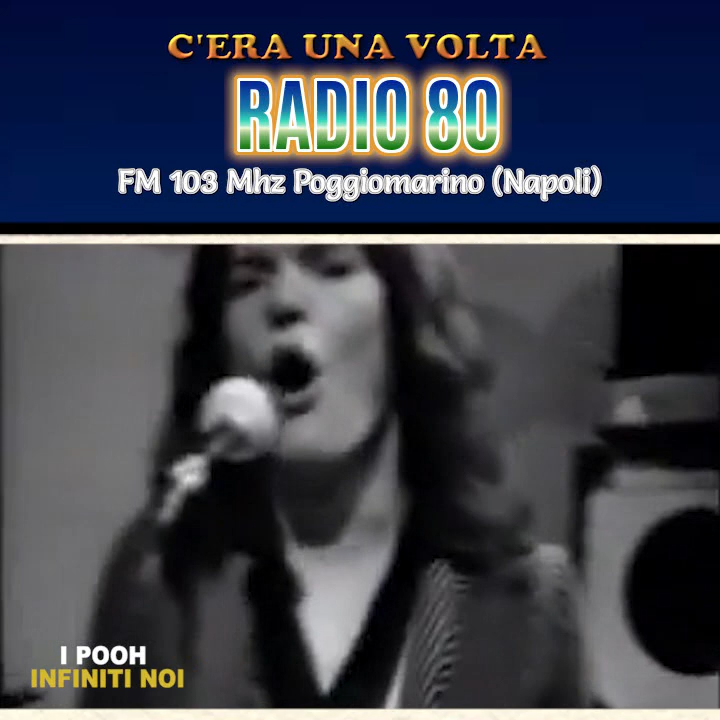 C'ERA UNA VOLTA
RADIO 80
FM 103 Mhz Poggiomarino (Napoli)
I POOH
INFINITI NOI